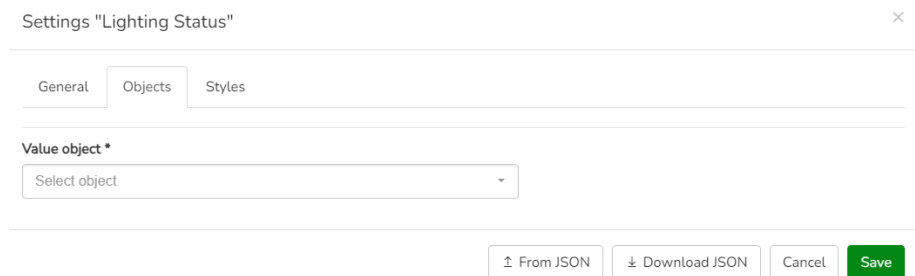 Settings "Lighting Status"
General Objects Styles
Value object *
Select object
From JSON Download JSON Cancel Save